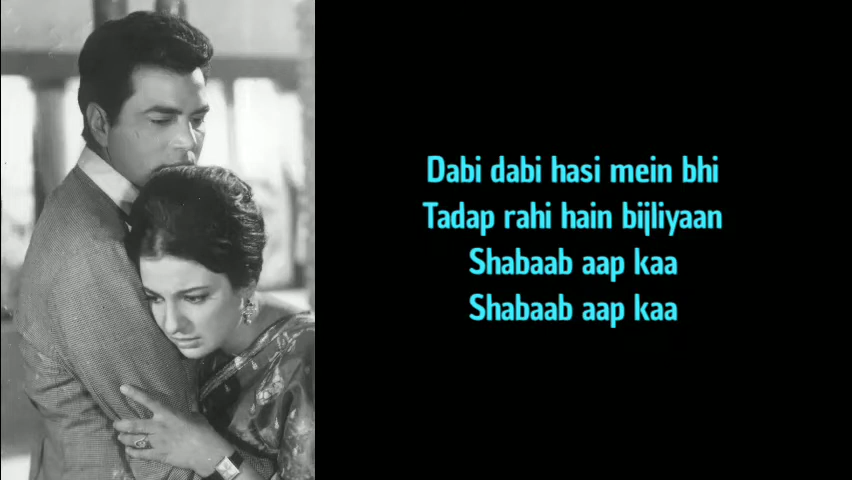 Dabi dabi hasi mein bhi
Tadap rahi hain bijliyaan
Shabaab aap kaa
Shabaab aap kaa